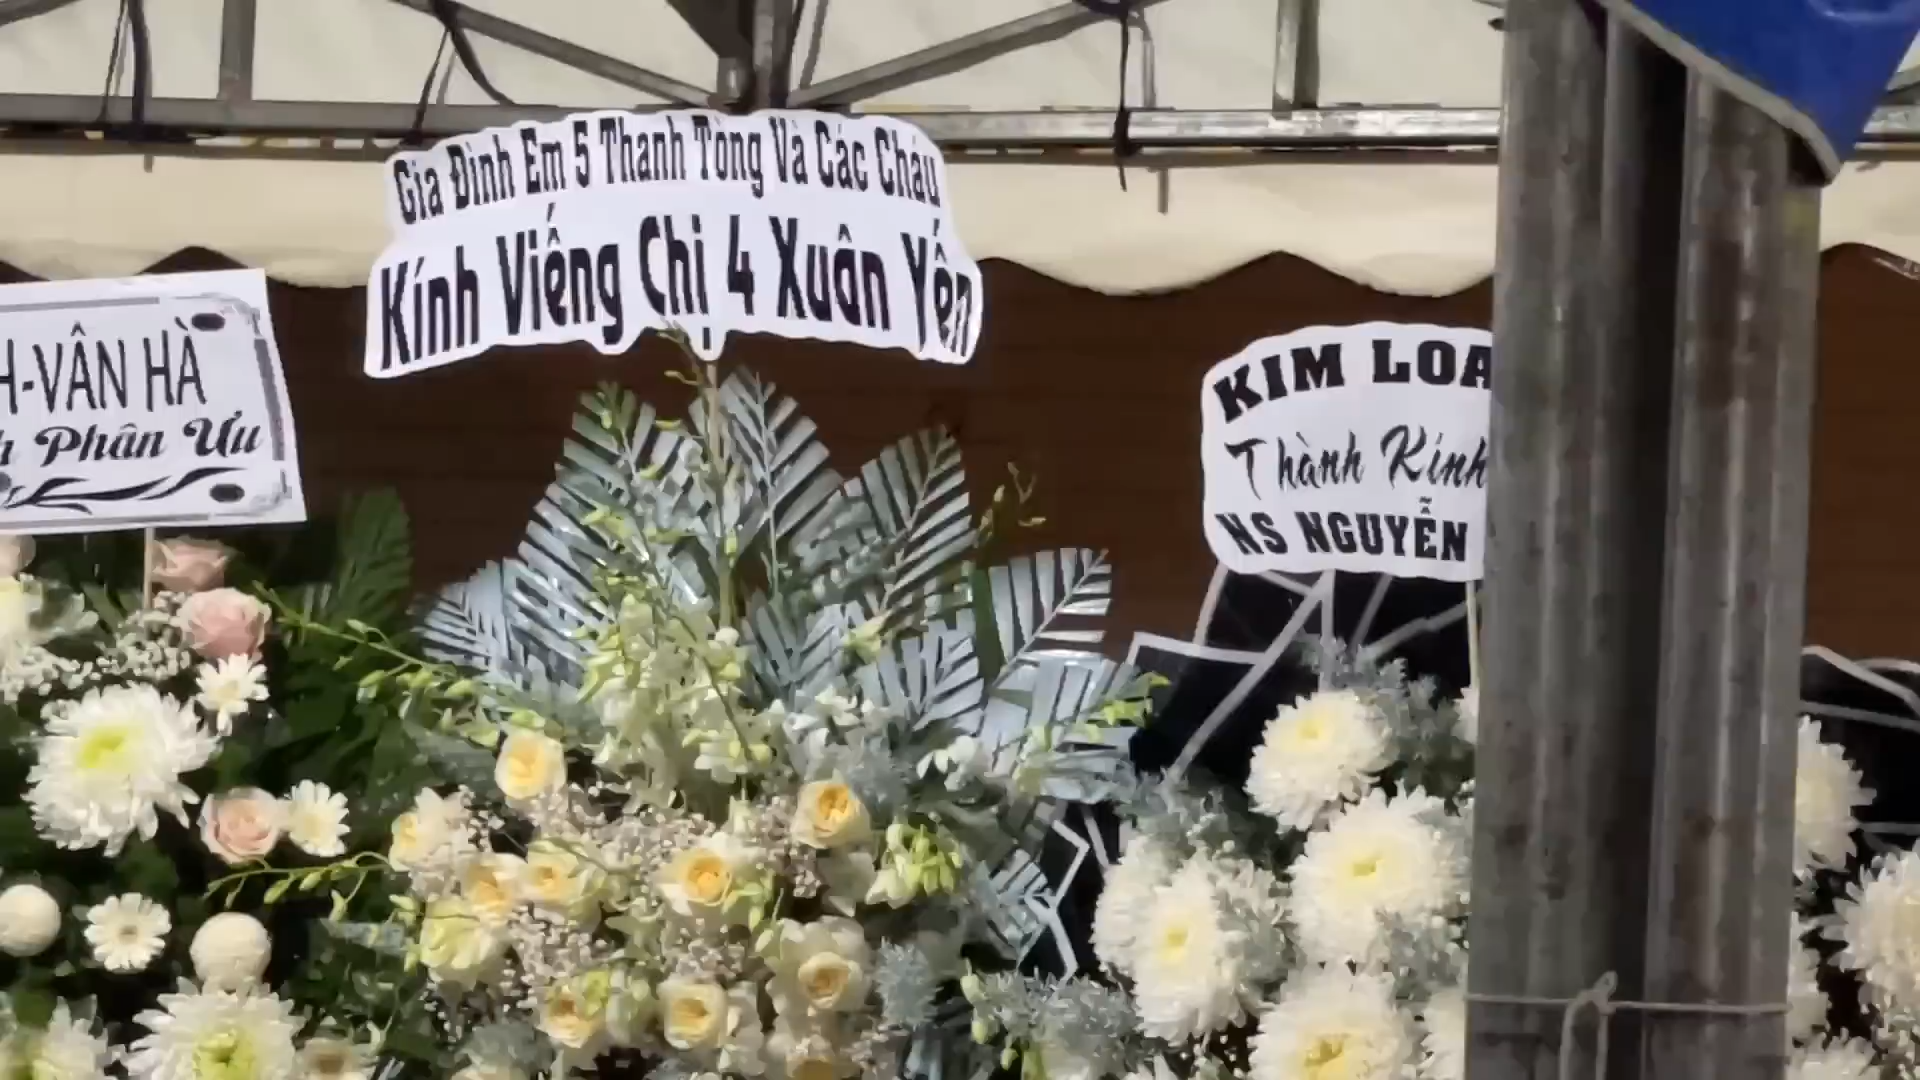 Gia Đình Em 5 Thanh Tòng Và Các Cháu
Kính Viếng Chị 4 Xuân Yến
H-VÂN HÀ
Phân Ưu
KIM LOA
Thành Kính
NS NGUYỄN